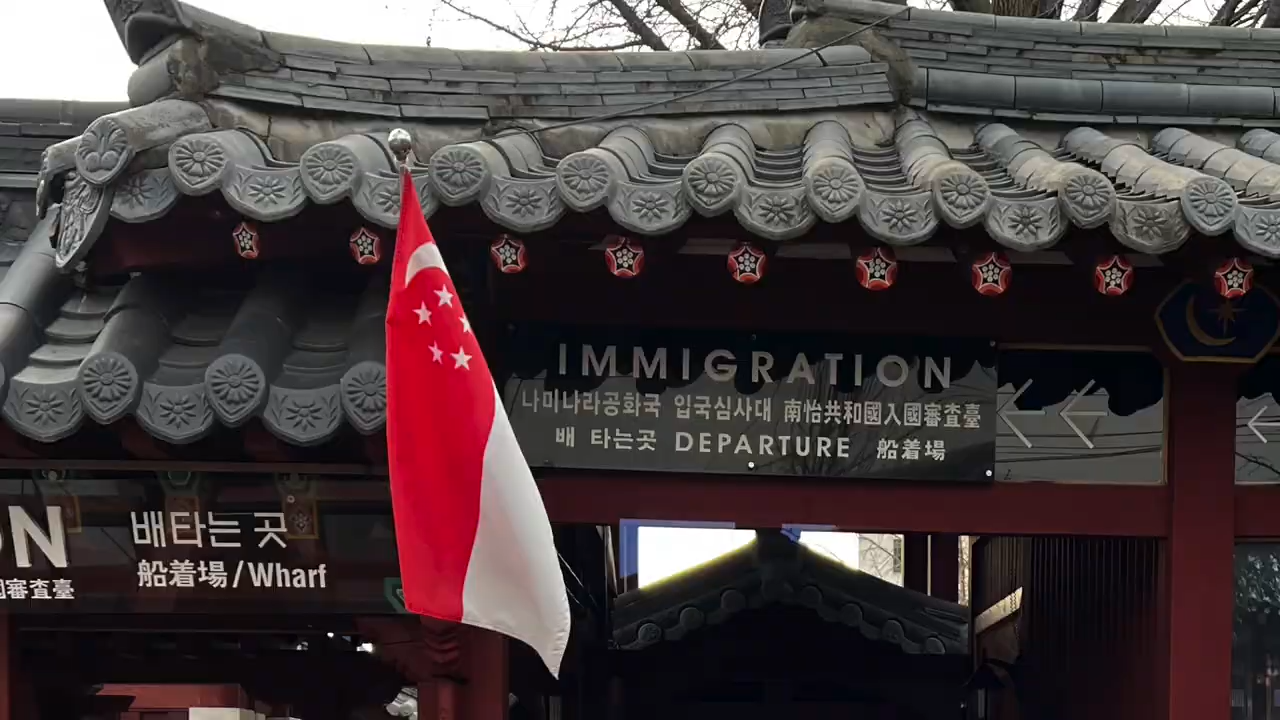 IMMIGRATION
나미나라공화국 입국심사대 南怡共和國入國審査臺
배 타는곳 DEPARTURE 船着場
ON 배타는 곳
國審査臺 船着場/Wharf